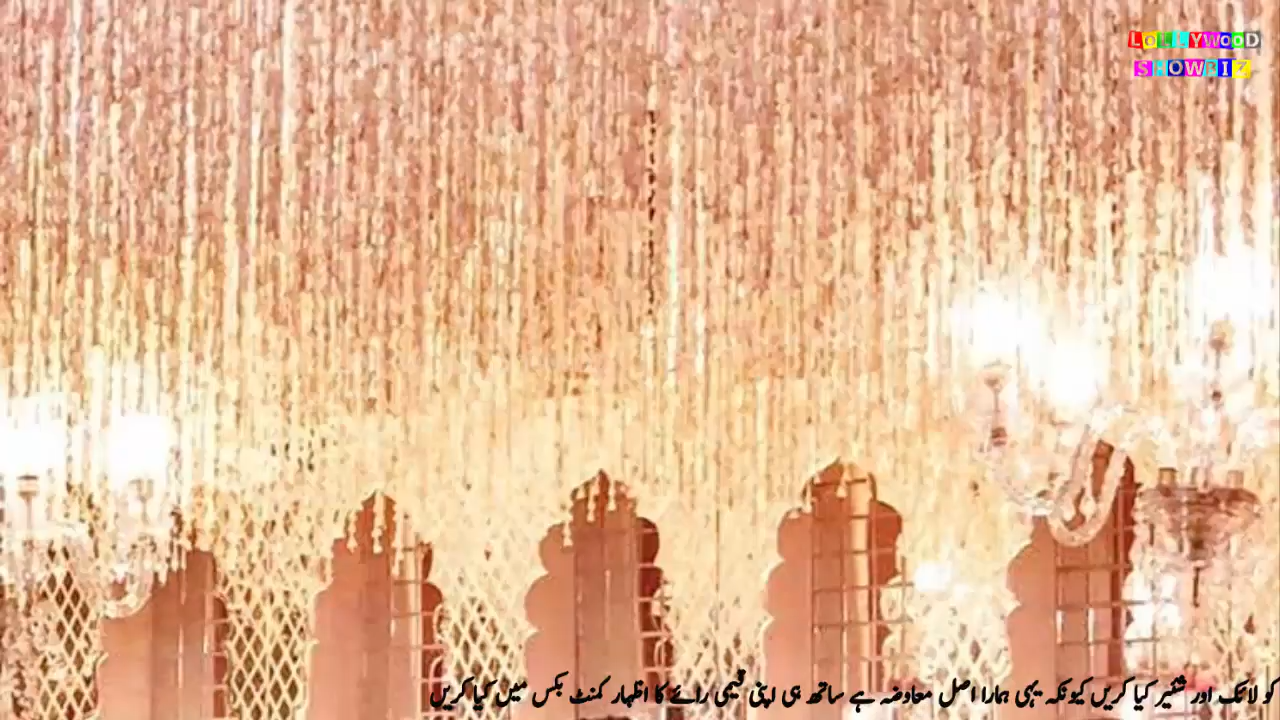 LOLLYWOOD
SHOWBIZ
کو لائک اور شئیر کیا کریں کیونکہ یہی ہمارا اصل معاوضہ ہے ساتھ ہی اپنی قیمی رائے کا اظہار کمنٹ بکس میں کیا کریں